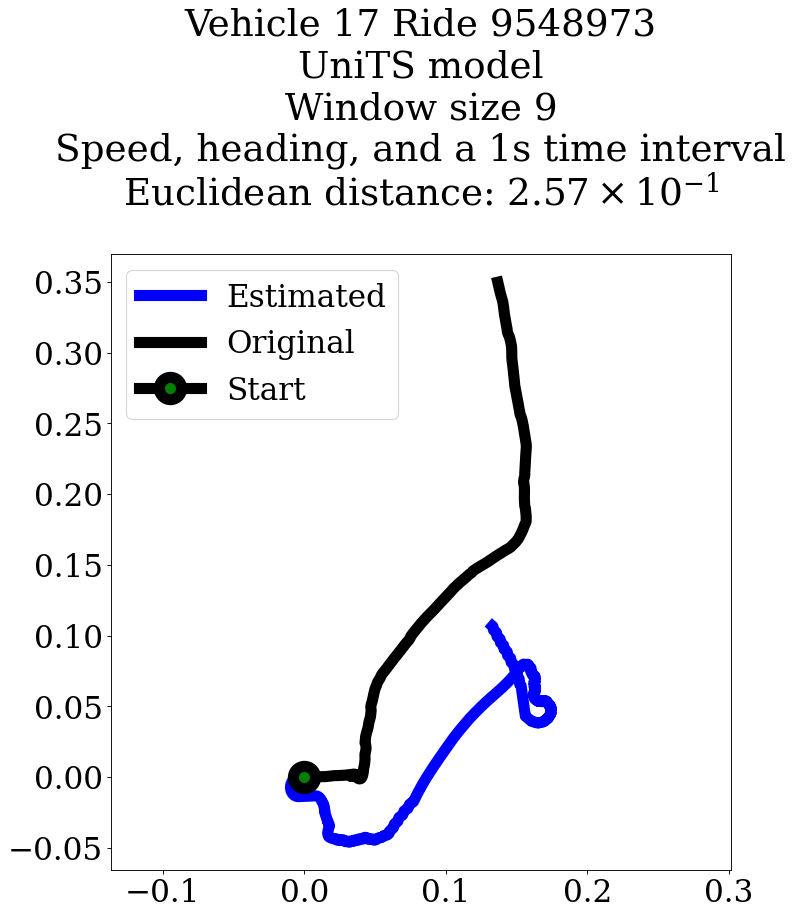 Vehicle 17 Ride 9548973
UniTS model
Window size 9
Speed, heading, and a 1s time interval
Euclidean distance: 2.57 × 10⁻¹
Estimated
Original
Start
0.35
0.30
0.25
0.20
0.15
0.10
0.05
0.00
−0.05
−0.1 0.0 0.1 0.2 0.3